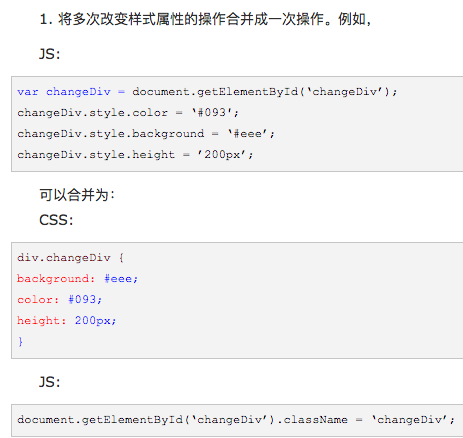 1. 将多次改变样式属性的操作合并成一次操作。例如，
JS:
var changeDiv = document.getElementById(‘changeDiv’);
changeDiv.style.color = ‘#093’;
changeDiv.style.background = ‘#eee’;
changeDiv.style.height = ’200px’;
可以合并为：
CSS:
div.changeDiv {
background: #eee;
color: #093;
height: 200px;
}
JS:
document.getElementById(‘changeDiv’).className = ‘changeDiv’;